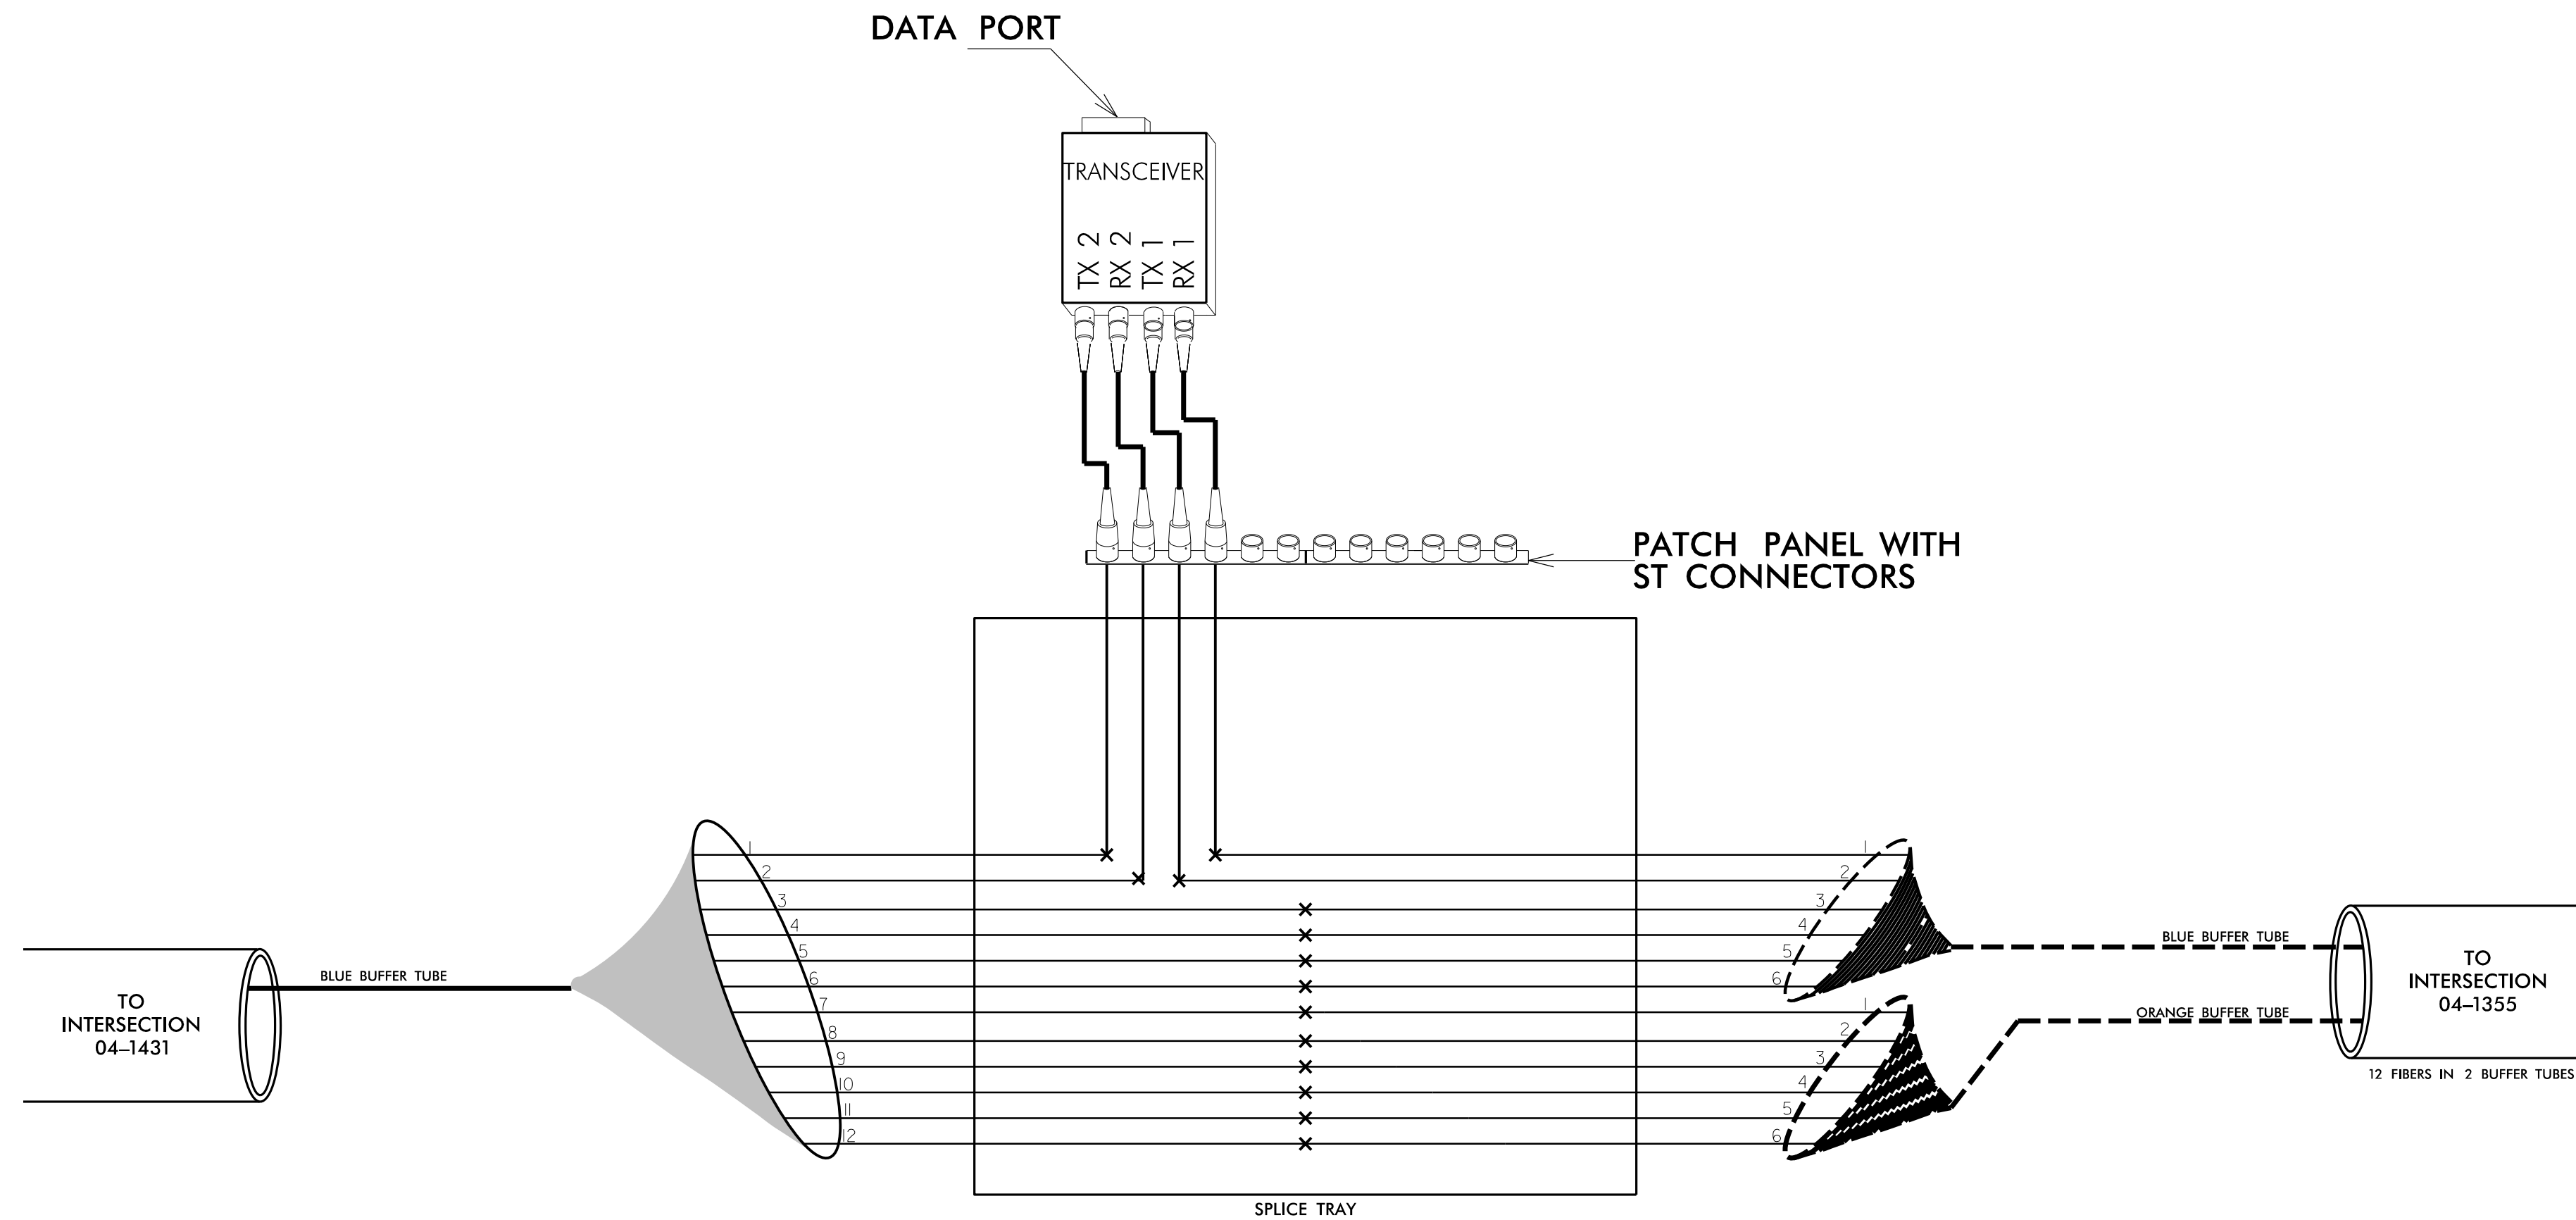 DATA PORT
TRANSCEIVER
TX 2
RX 2
TX 1
RX 1
PATCH PANEL WITH
ST CONNECTORS
1
2
3
4
5
6
7
8
9
10
11
12
1
2
3
4
5
6
1
2
3
4
5
6
BLUE BUFFER TUBE
TO
INTERSECTION
04–1431
BLUE BUFFER TUBE
ORANGE BUFFER TUBE
TO
INTERSECTION
04–1355
12 FIBERS IN 2 BUFFER TUBES
SPLICE TRAY